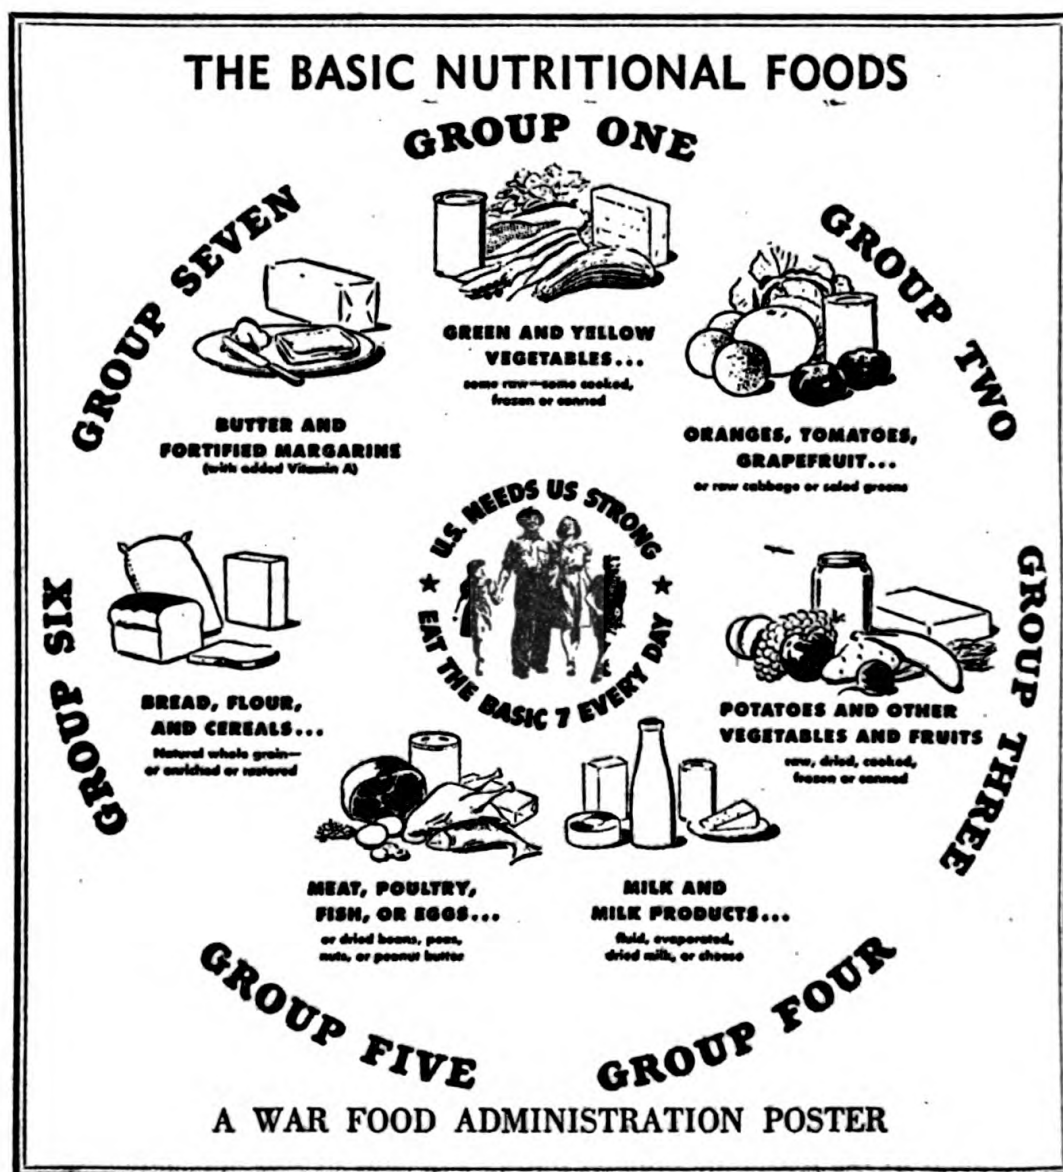 THE BASIC NUTRITIONAL FOODS
GROUP ONE
GREEN AND YELLOW
VEGETABLES...
some raw—some cooked,
frozen or canned
GROUP TWO
ORANGES, TOMATOES,
GRAPEFRUIT...
or raw cabbage or salad greens
GROUP THREE
POTATOES AND OTHER
VEGETABLES AND FRUITS
raw, dried, cooked,
frozen or canned
GROUP FOUR
MILK AND
MILK PRODUCTS...
fluid, evaporated,
dried milk, or cheese
GROUP FIVE
MEAT, POULTRY,
FISH, OR EGGS...
or dried beans, peas,
nuts, or peanut butter
GROUP SIX
BREAD, FLOUR,
AND CEREALS...
Natural whole grain—
or enriched or restored
GROUP SEVEN
BUTTER AND
FORTIFIED MARGARINE
(with added Vitamin A)
U.S. NEEDS US STRONG
EAT THE BASIC 7 EVERY DAY
A WAR FOOD ADMINISTRATION POSTER